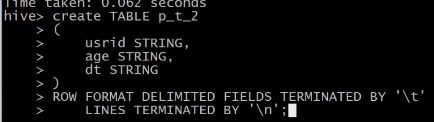 Time taken: 0.062 seconds
hive> create TABLE p_t_2
    > (
    >     usrid STRING,
    >     age STRING,
    >     dt STRING
    > )
    > ROW FORMAT DELIMITED FIELDS TERMINATED BY '\t'
    >     LINES TERMINATED BY '\n';